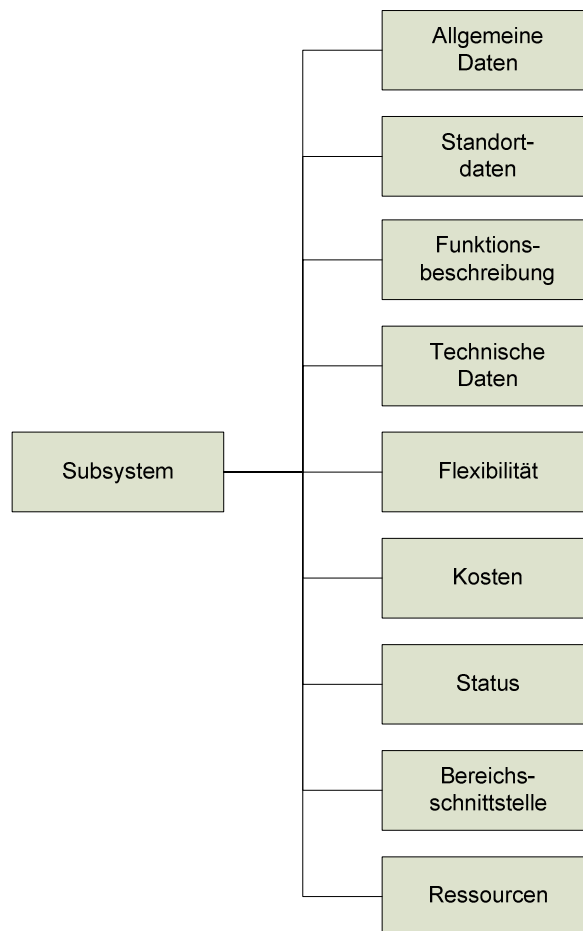 Allgemeine
Daten
Standort-
daten
Funktions-
beschreibung
Technische
Daten
Subsystem
Flexibilität
Kosten
Status
Bereichs-
schnittstelle
Ressourcen